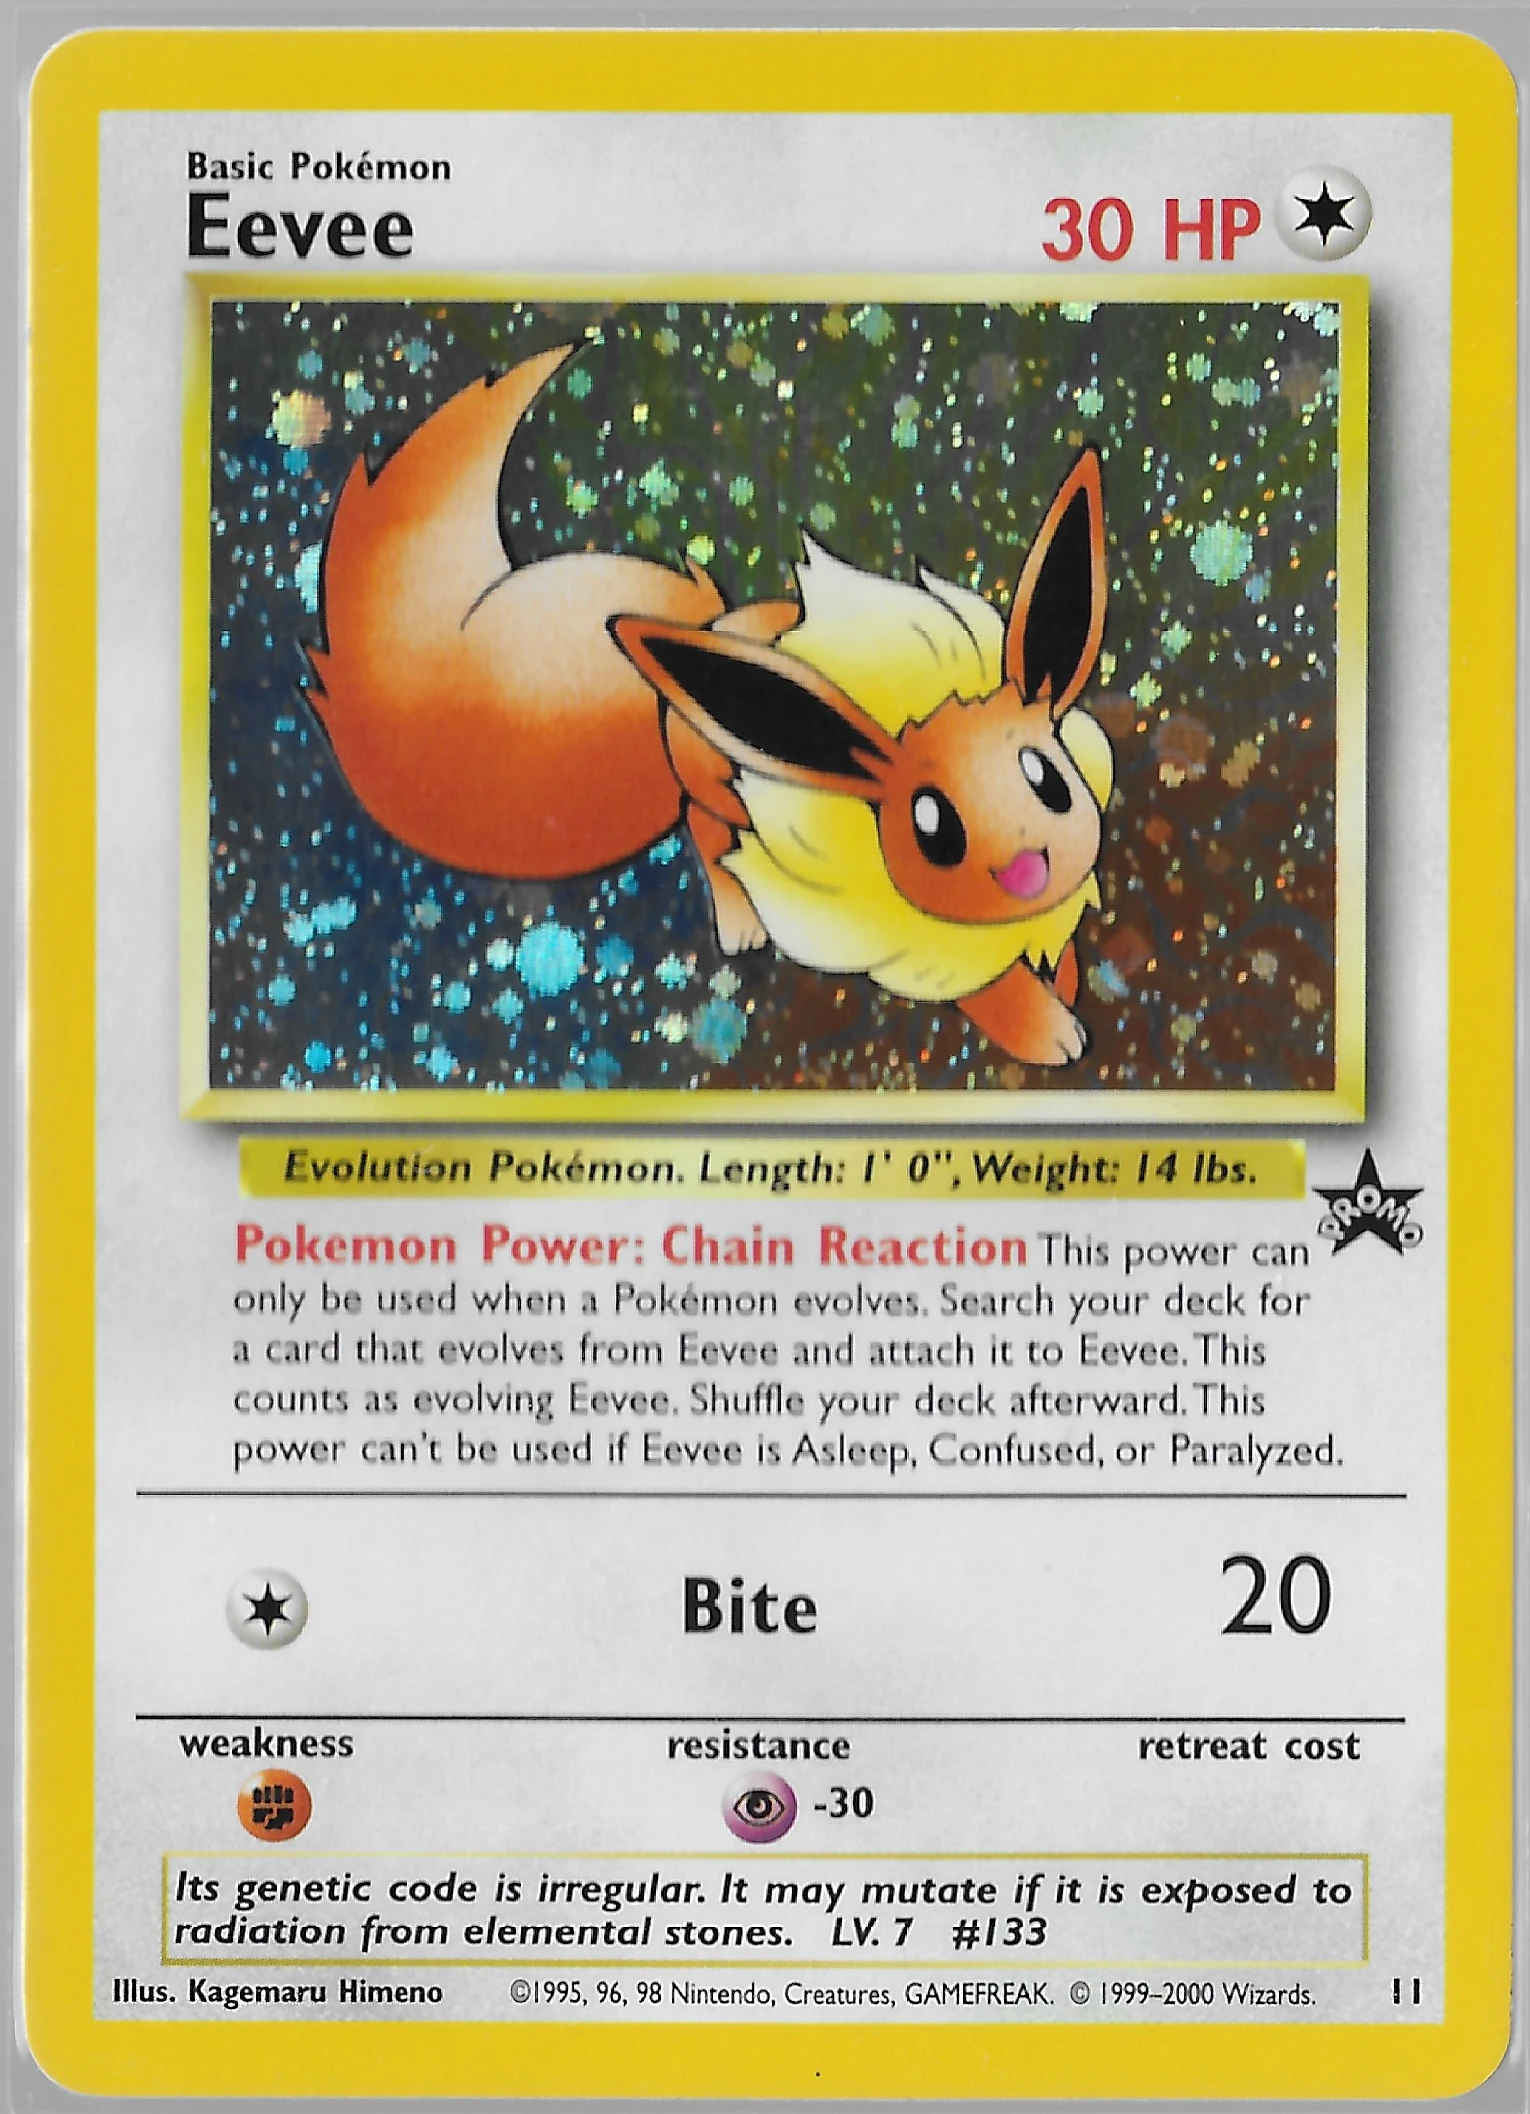 Basic Pokémon
Eevee
30 HP
Evolution Pokémon. Length: 1' 0", Weight: 14 lbs.
PROMO
Pokemon Power: Chain Reaction This power can
only be used when a Pokémon evolves. Search your deck for
a card that evolves from Eevee and attach it to Eevee. This
counts as evolving Eevee. Shuffle your deck afterward. This
power can't be used if Eevee is Asleep, Confused, or Paralyzed.
Bite 20
weakness resistance retreat cost
-30
Its genetic code is irregular. It may mutate if it is exposed to
radiation from elemental stones. LV. 7 #133
Illus. Kagemaru Himeno ©1995, 96, 98 Nintendo, Creatures, GAMEFREAK. © 1999–2000 Wizards. 11